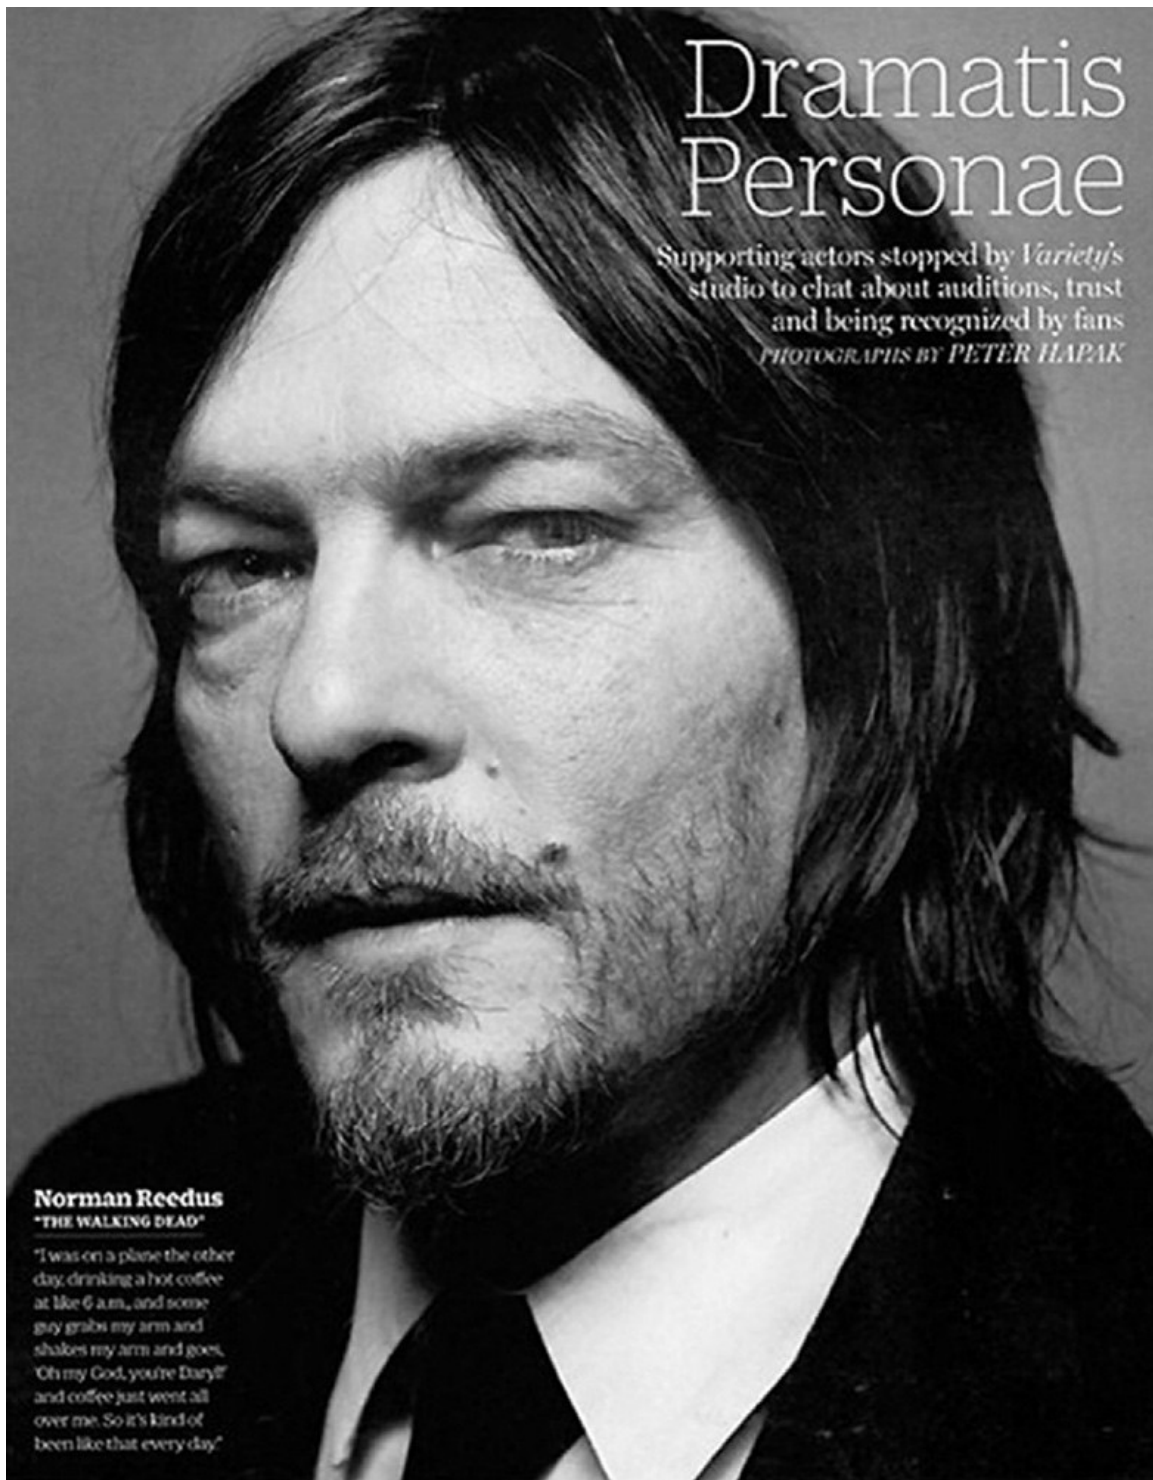 Dramatis
Personae
Supporting actors stopped by Variety's
studio to chat about auditions, trust
and being recognized by fans
PHOTOGRAPHS BY PETER HAPAK
Norman Reedus
"THE WALKING DEAD"
"I was on a plane the other
day, drinking a hot coffee
at like 6 a.m., and some
guy grabs my arm and
shakes my arm and goes,
'Oh my God, you're Daryl!'
and coffee just went all
over me. So it's kind of
been like that every day."